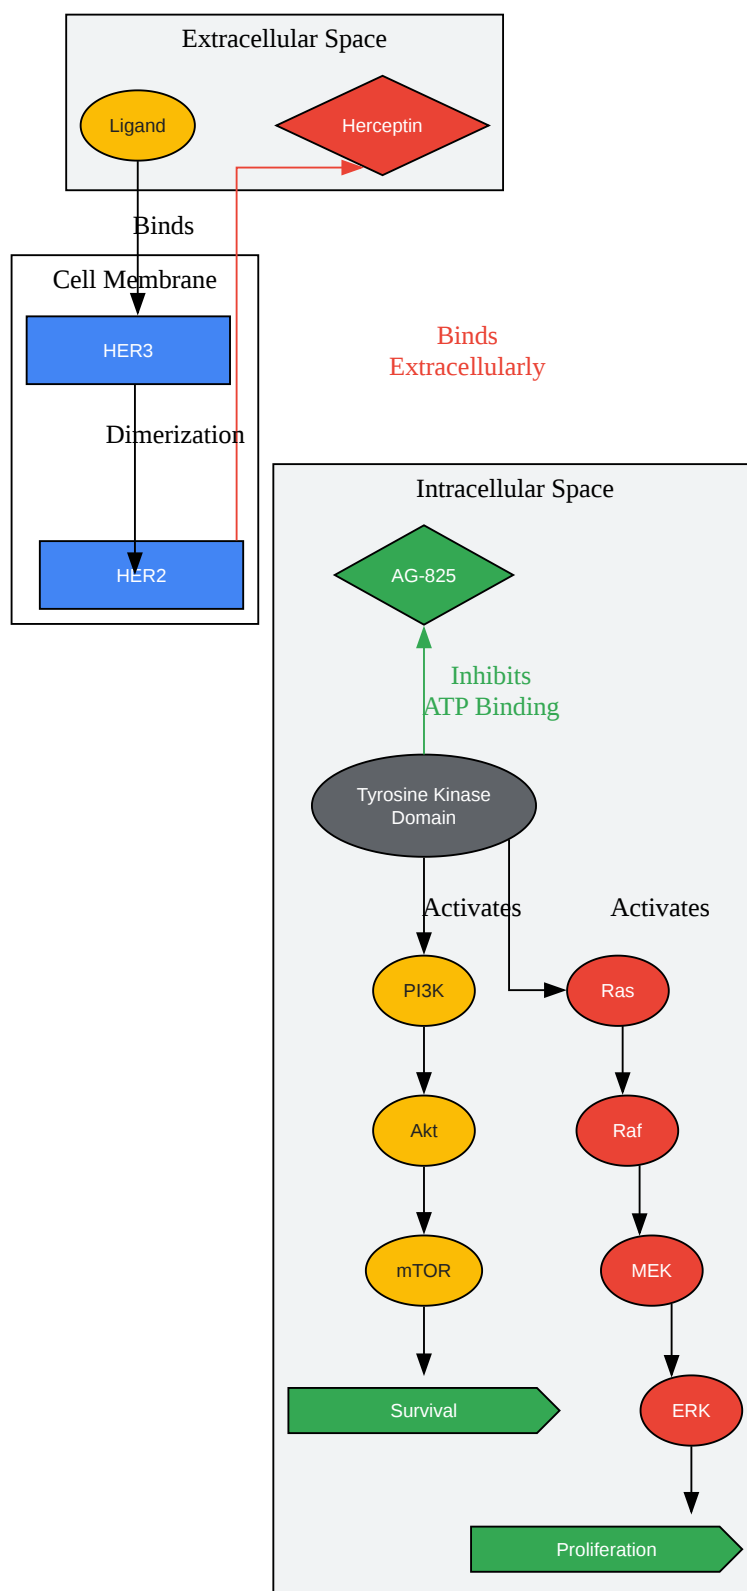 Extracellular Space
Ligand
Herceptin
Binds
Cell Membrane
HER3
Binds
Extracellularly
Dimerization
HER2
Intracellular Space
AG-825
Inhibits
ATP Binding
Tyrosine Kinase
Domain
Activates
Activates
PI3K
Ras
Akt
Raf
mTOR
MEK
Survival
ERK
Proliferation